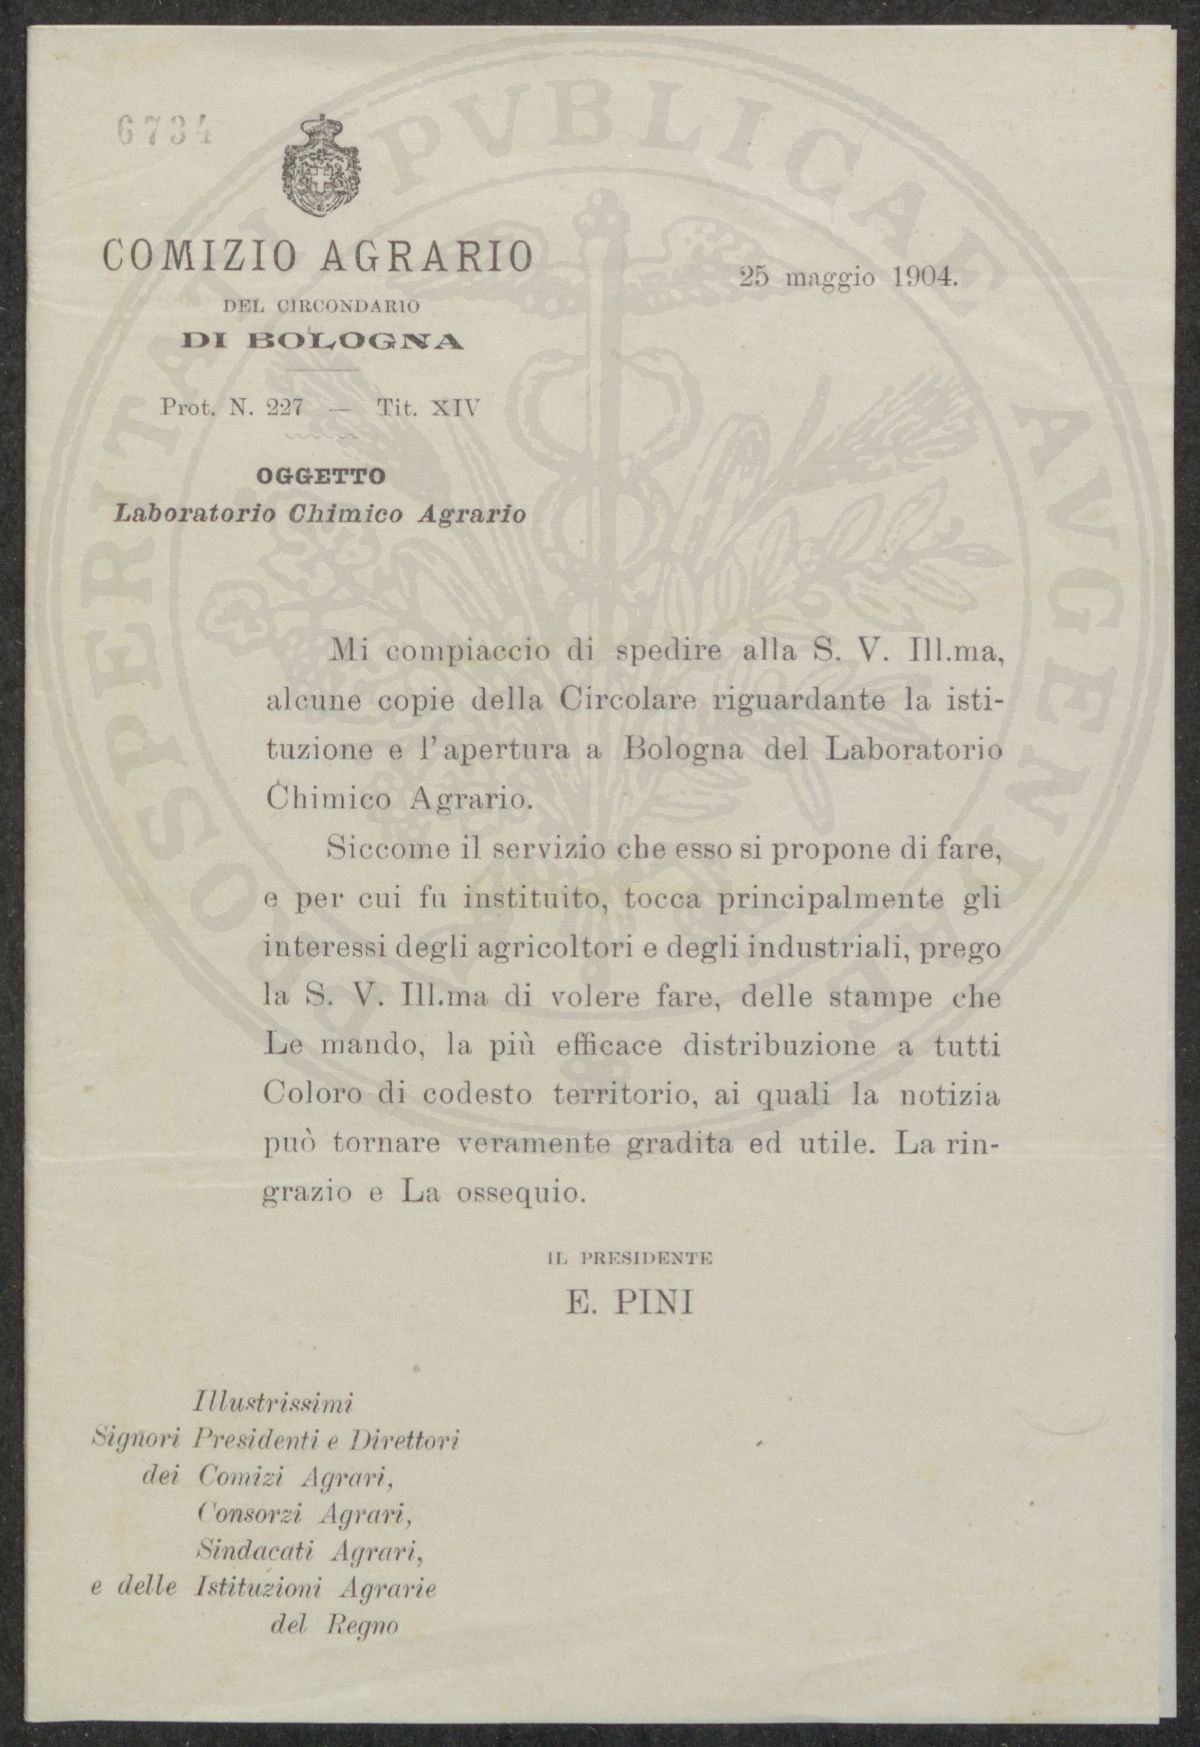 6734
COMIZIO AGRARIO
DEL CIRCONDARIO
DI BOLOGNA
25 maggio 1904.
Prot. N. 227 — Tit. XIV
OGGETTO
Laboratorio Chimico Agrario
Mi compiaccio di spedire alla S. V. Ill.ma,
alcune copie della Circolare riguardante la isti-
tuzione e l'apertura a Bologna del Laboratorio
Chimico Agrario.
Siccome il servizio che esso si propone di fare,
e per cui fu instituito, tocca principalmente gli
interessi degli agricoltori e degli industriali, prego
la S. V. Ill.ma di volere fare, delle stampe che
Le mando, la più efficace distribuzione a tutti
Coloro di codesto territorio, ai quali la notizia
può tornare veramente gradita ed utile. La rin-
grazio e La ossequio.
IL PRESIDENTE
E. PINI
Illustrissimi
Signori Presidenti e Direttori
dei Comizi Agrari,
Consorzi Agrari,
Sindacati Agrari,
e delle Istituzioni Agrarie
del Regno
PROSPERITATI PVBLICAE AVGENDAE